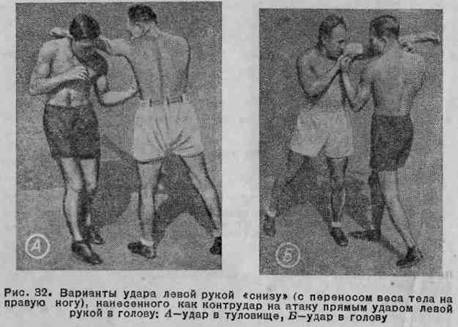 А
Б
Рис. 32. Варианты удара левой рукой «снизу» (с переносом веса тела на
правую ногу), нанесенного как контрудар на атаку прямым ударом левой
рукой в голову: А—удар в туловище, Б—удар в голову